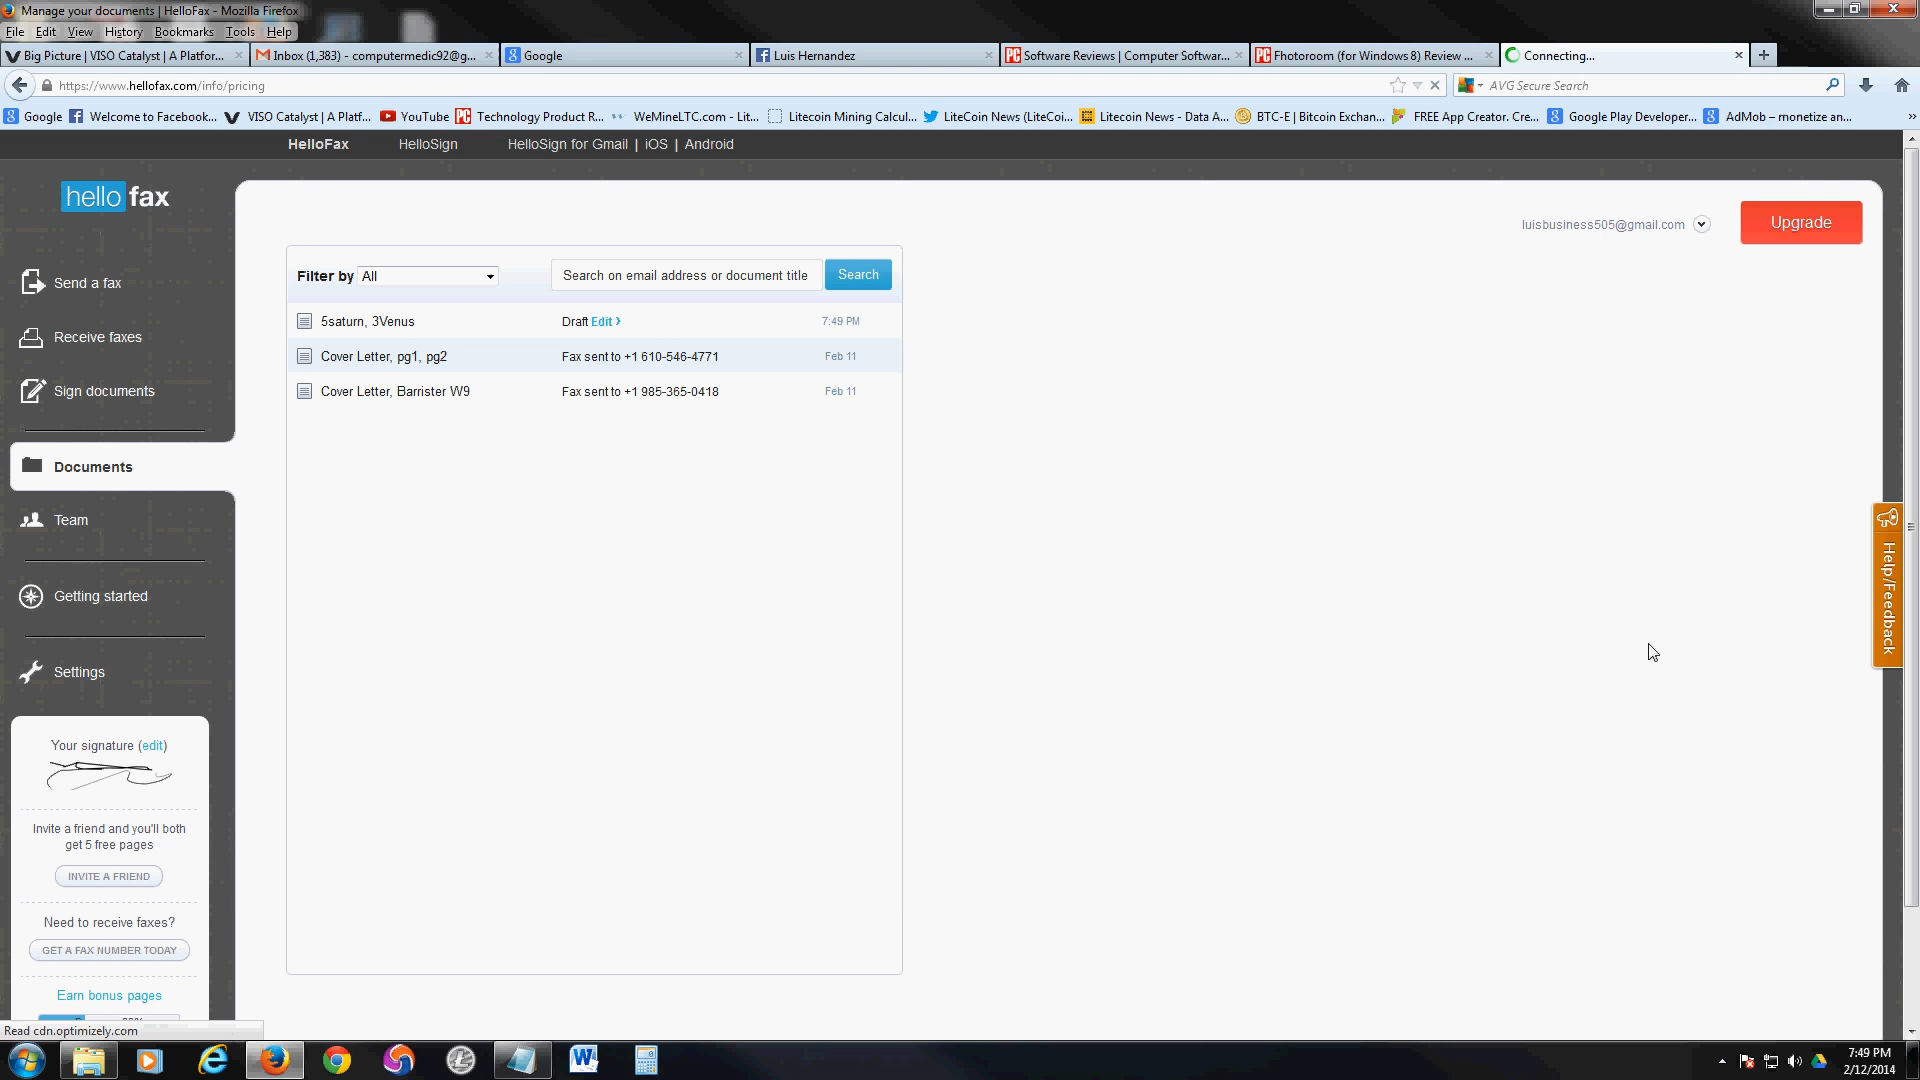 Manage your documents | HelloFax - Mozilla Firefox
File Edit View History Bookmarks Tools Help
Big Picture | VISO Catalyst | A Platfor... Inbox (1,383) - computermedic92@g... Google Luis Hernandez Software Reviews | Computer Softwar... Fhotoroom (for Windows 8) Review ... Connecting...
https://www.hellofax.com/info/pricing AVG Secure Search
Google Welcome to Facebook... VISO Catalyst | A Platf... YouTube Technology Product R... WeMineLTC.com - Lit... Litecoin Mining Calcul... LiteCoin News (LiteCoi... Litecoin News - Data A... BTC-E | Bitcoin Exchan... FREE App Creator. Cre... Google Play Developer... AdMob – monetize an... »
HelloFax HelloSign HelloSign for Gmail | iOS | Android
hello fax
luisbusiness505@gmail.com Upgrade
Send a fax
Receive faxes
Sign documents
Documents
Team
Getting started
Settings
Filter by All Search on email address or document title Search
5saturn, 3Venus Draft Edit › 7:49 PM
Cover Letter, pg1, pg2 Fax sent to +1 610-546-4771 Feb 11
Cover Letter, Barrister W9 Fax sent to +1 985-365-0418 Feb 11
Help/Feedback
Your signature (edit)
Invite a friend and you'll both
get 5 free pages
INVITE A FRIEND
Need to receive faxes?
GET A FAX NUMBER TODAY
Earn bonus pages
Read cdn.optimizely.com
7:49 PM
2/12/2014